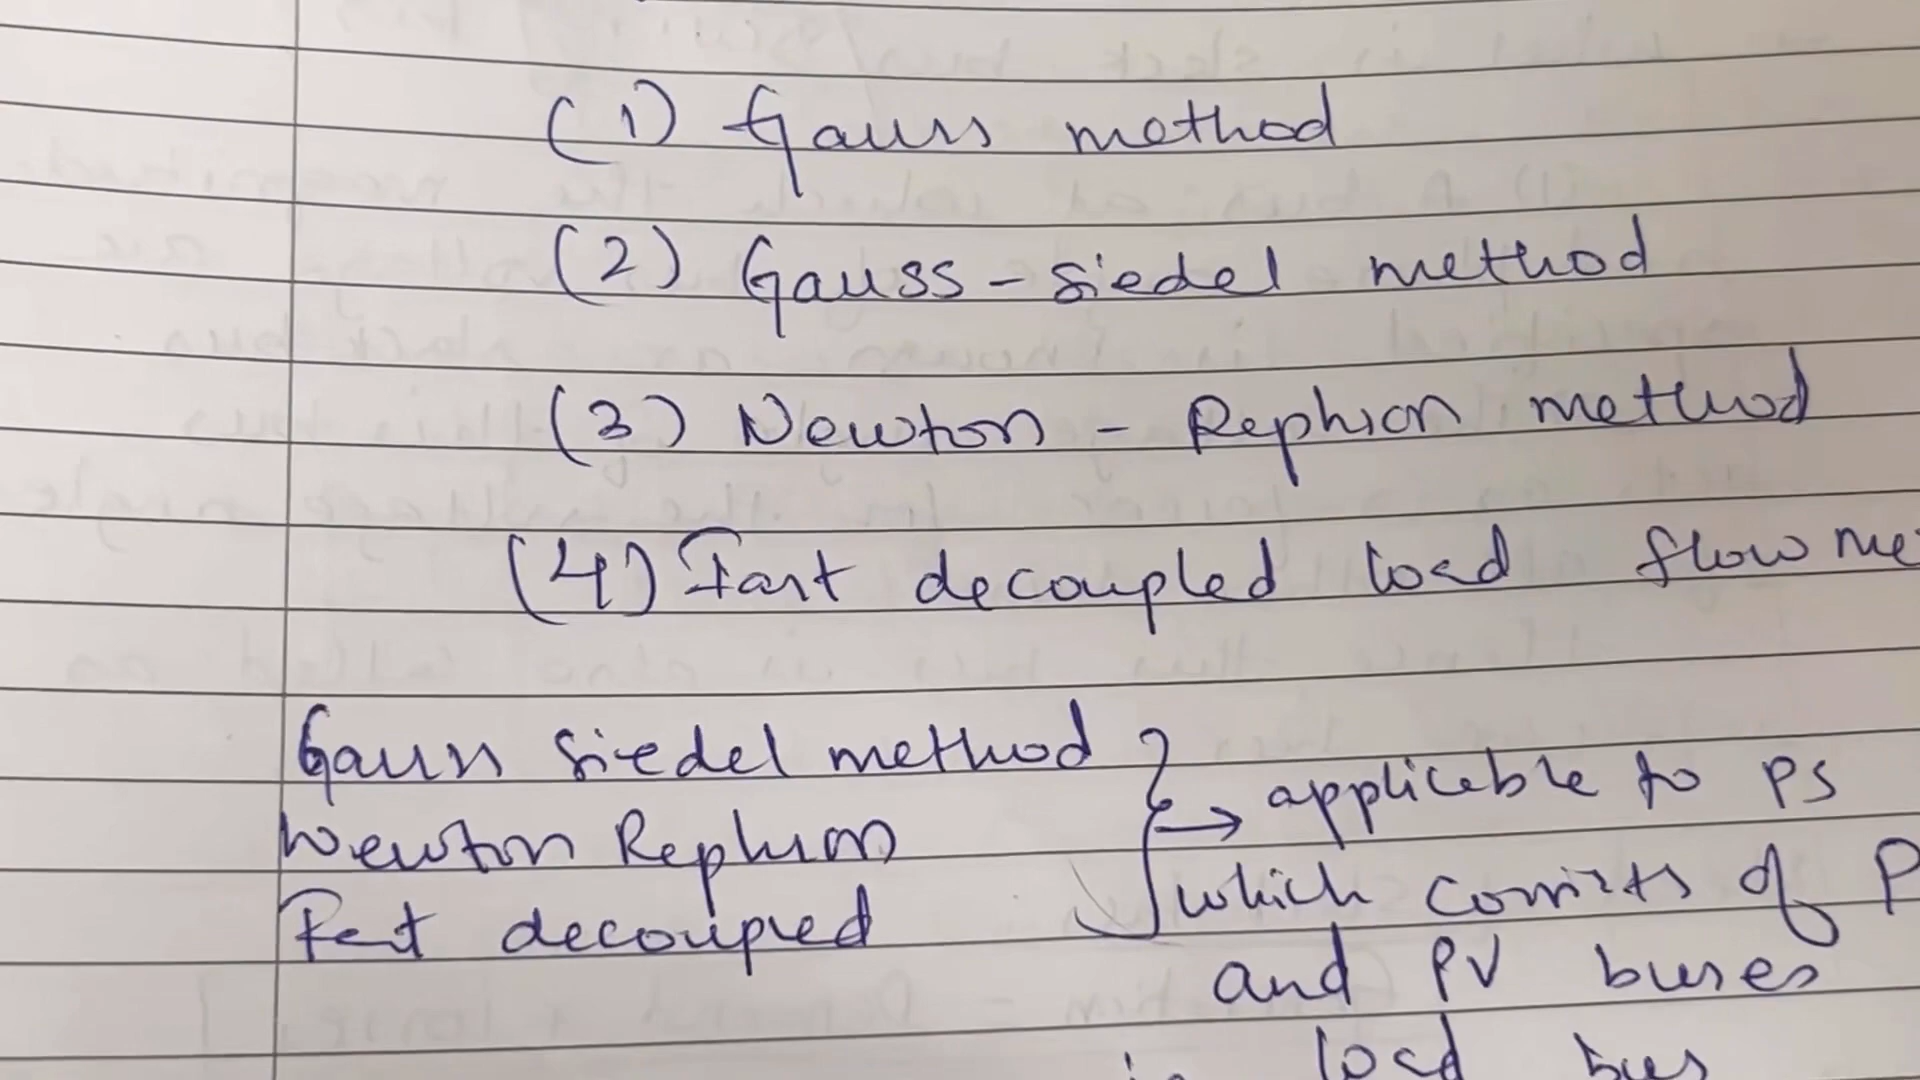 (1) Gauss method
(2) Gauss - siedel method
(3) Newton - Rephson method
(4) Fast decoupled load flow me
Gauss siedel method
Newton Rephson
Fast decoupled
→ applicable to PS
which consists of P
and PV buses
load bus